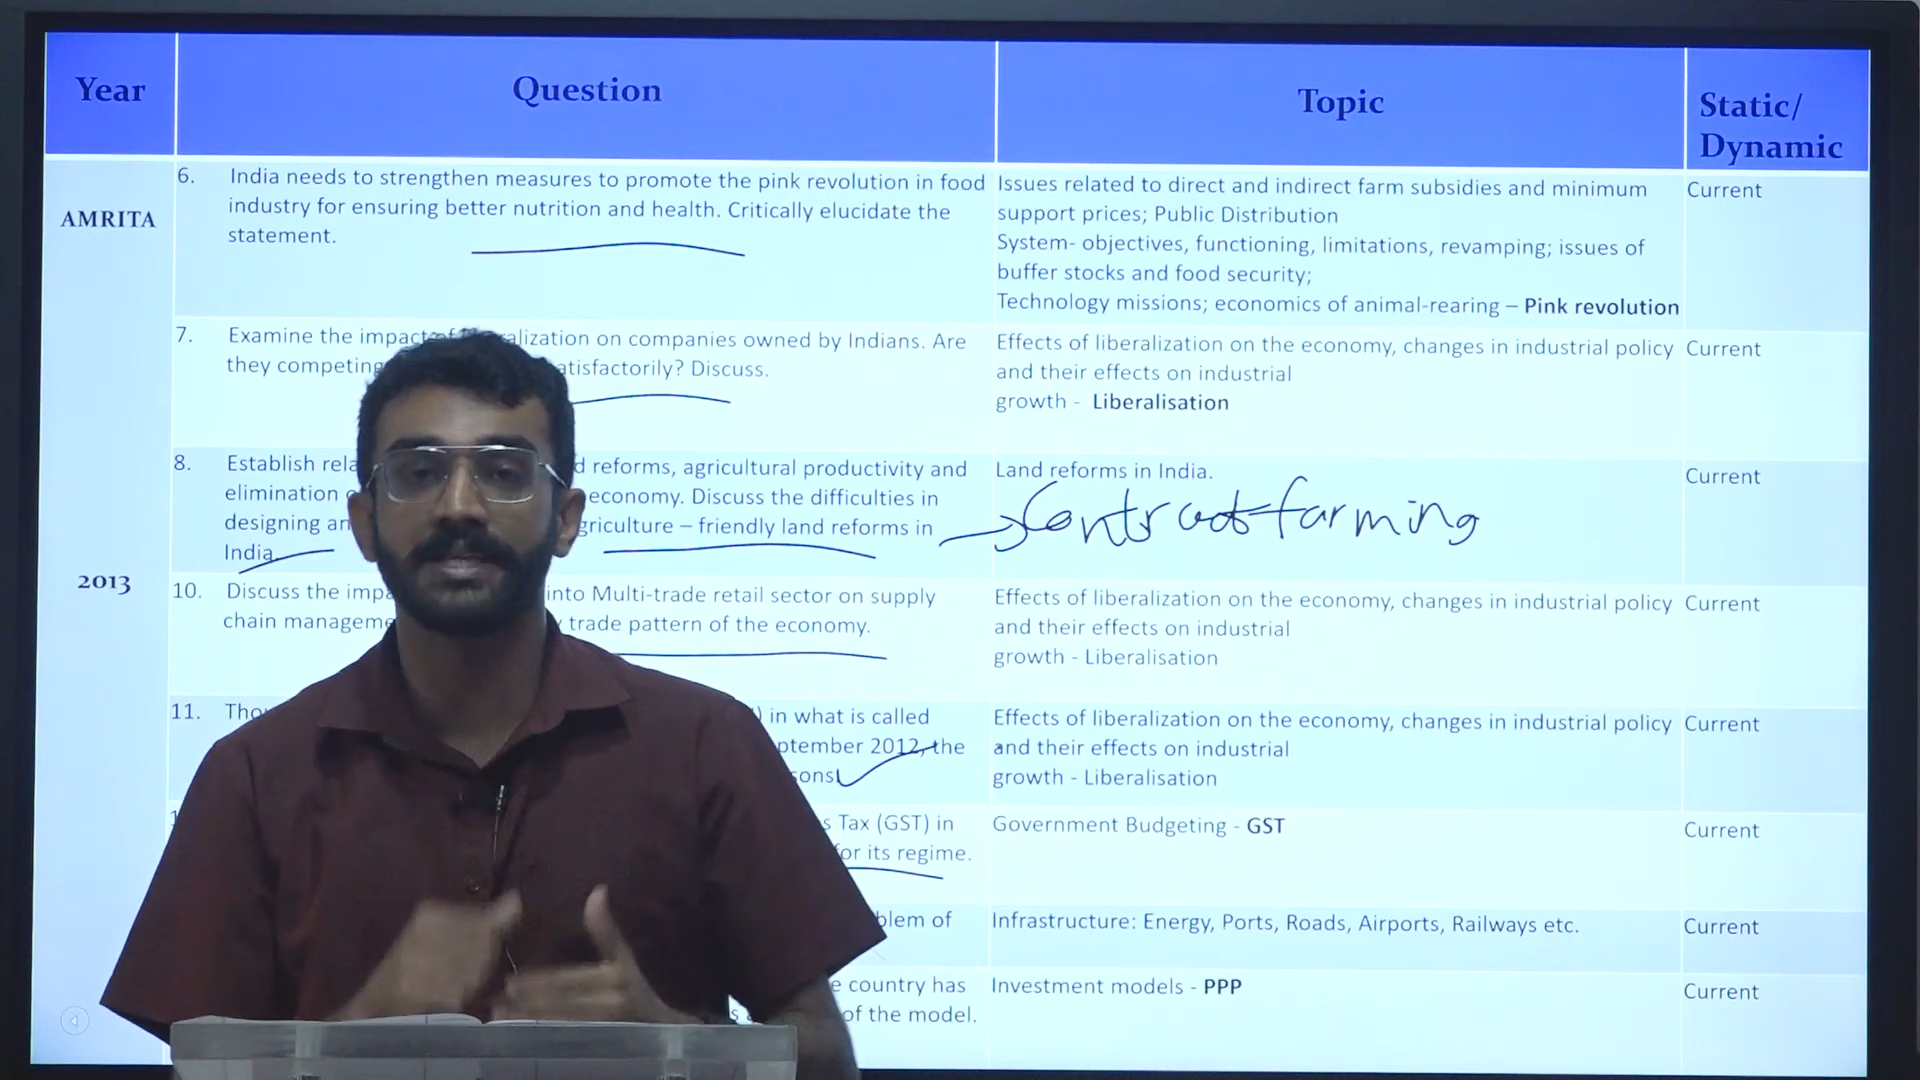 Year
Question
Topic
Static/
Dynamic
AMRITA
2013
6. India needs to strengthen measures to promote the pink revolution in food
industry for ensuring better nutrition and health. Critically elucidate the
statement.
Issues related to direct and indirect farm subsidies and minimum
support prices; Public Distribution
System- objectives, functioning, limitations, revamping; issues of
buffer stocks and food security;
Technology missions; economics of animal-rearing – Pink revolution
Current
7. Examine the impact of alization on companies owned by Indians. Are
they competing atisfactorily? Discuss.
Effects of liberalization on the economy, changes in industrial policy
and their effects on industrial
growth - Liberalisation
Current
8. Establish rela d reforms, agricultural productivity and
elimination economy. Discuss the difficulties in
designing an griculture – friendly land reforms in
India
Land reforms in India.
Contract farming
Current
10. Discuss the impa into Multi-trade retail sector on supply
chain manageme trade pattern of the economy.
Effects of liberalization on the economy, changes in industrial policy
and their effects on industrial
growth - Liberalisation
Current
11. Tho ) in what is called
ptember 2012, the
sons
Effects of liberalization on the economy, changes in industrial policy
and their effects on industrial
growth - Liberalisation
Current
s Tax (GST) in
for its regime.
Government Budgeting - GST
Current
blem of
Infrastructure: Energy, Ports, Roads, Airports, Railways etc.
Current
e country has
of the model.
Investment models - PPP
Current